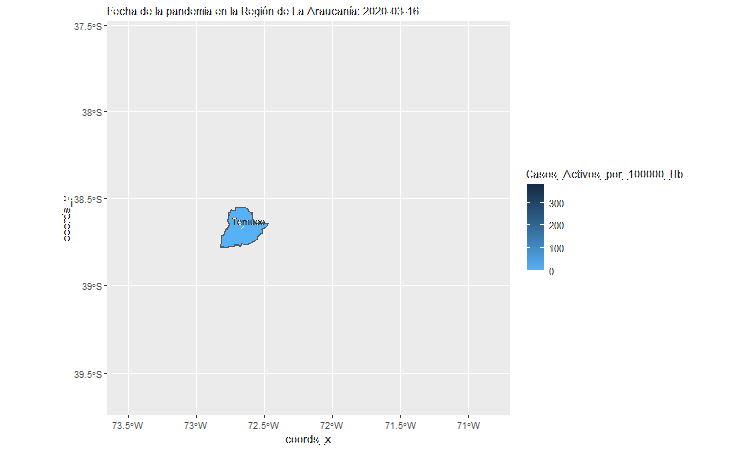 Fecha de la pandemia en la Región de La Araucanía: 2020-03-16
37.5°S
38°S
38.5°S
39°S
39.5°S
coords_y
Temuco
73.5°W
73°W
72.5°W
72°W
71.5°W
71°W
coords_x
Casos_Activos_por_100000_Hb
300
200
100
0